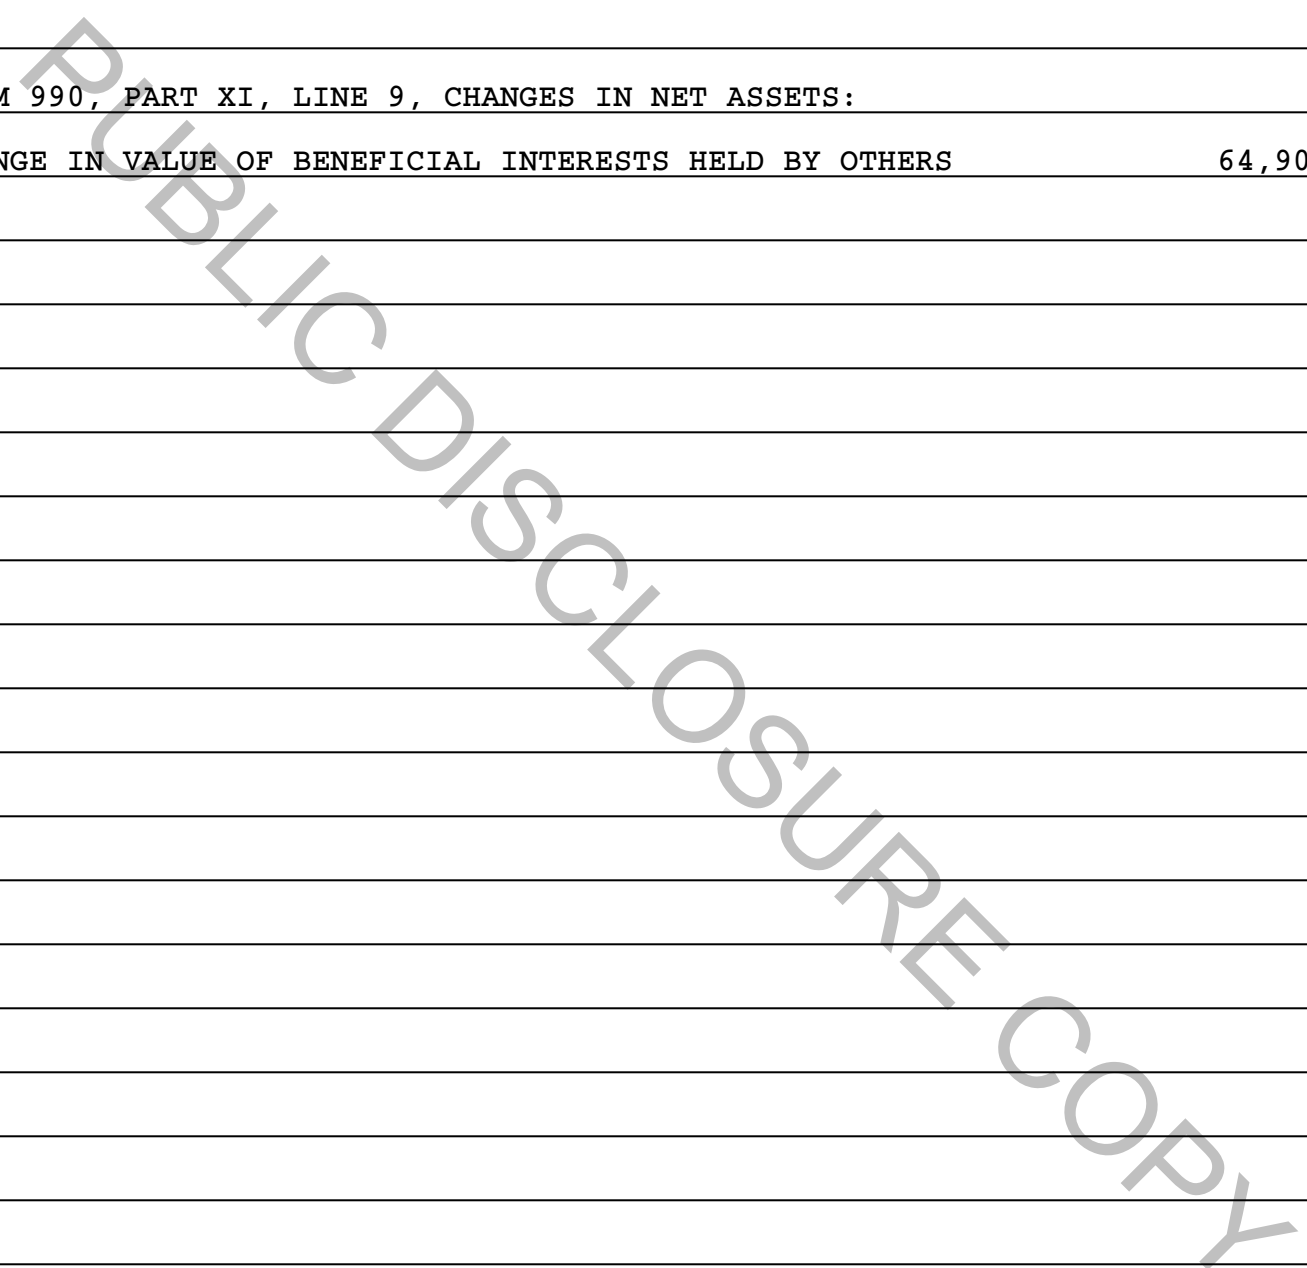 M 990, PART XI, LINE 9, CHANGES IN NET ASSETS:
NGE IN VALUE OF BENEFICIAL INTERESTS HELD BY OTHERS 64,90
PUBLIC DISCLOSURE COPY